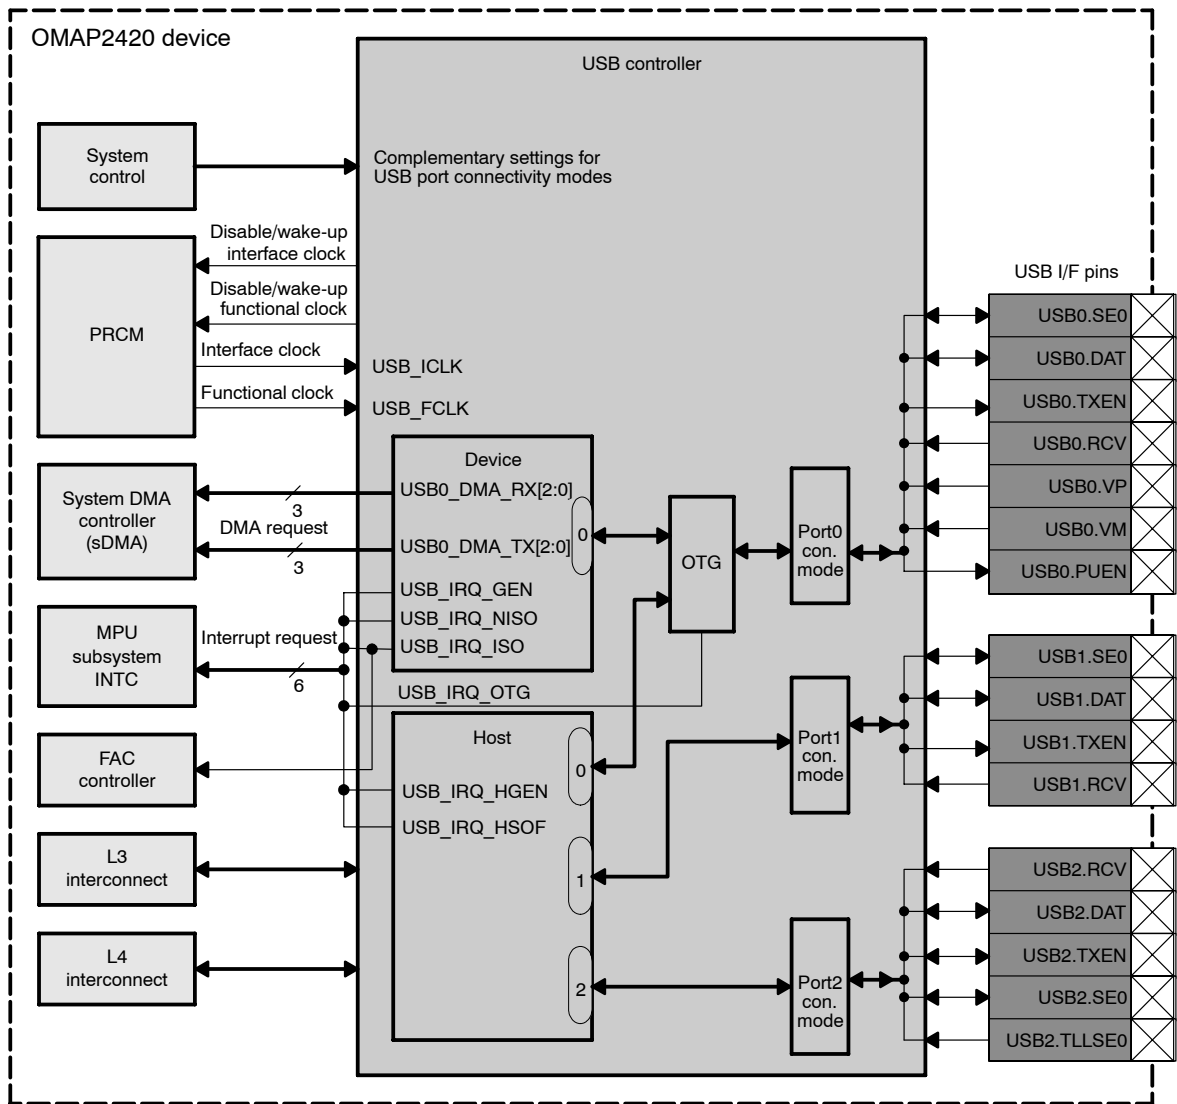 OMAP2420 device
USB controller
System
control
Complementary settings for
USB port connectivity modes
PRCM
Disable/wake-up
interface clock
Disable/wake-up
functional clock
Interface clock
USB_ICLK
Functional clock
USB_FCLK
System DMA
controller
(sDMA)
3
DMA request
3
Device
USB0_DMA_RX[2:0]
USB0_DMA_TX[2:0]
0
USB_IRQ_GEN
USB_IRQ_NISO
USB_IRQ_ISO
MPU
subsystem
INTC
Interrupt request
6
USB_IRQ_OTG
FAC
controller
Host
0
USB_IRQ_HGEN
USB_IRQ_HSOF
1
2
L3
interconnect
L4
interconnect
OTG
Port0
con.
mode
Port1
con.
mode
Port2
con.
mode
USB I/F pins
USB0.SE0
USB0.DAT
USB0.TXEN
USB0.RCV
USB0.VP
USB0.VM
USB0.PUEN
USB1.SE0
USB1.DAT
USB1.TXEN
USB1.RCV
USB2.RCV
USB2.DAT
USB2.TXEN
USB2.SE0
USB2.TLLSE0